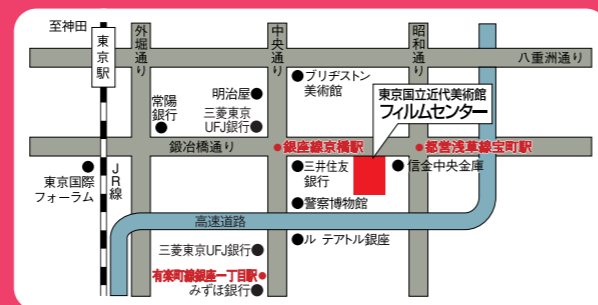 至神田
東京駅
外堀通り
中央通り
昭和通り
八重洲通り
ブリヂストン
美術館
明治屋
三菱東京
UFJ銀行
常陽
銀行
東京国立近代美術館
フィルムセンター
鍛冶橋通り
銀座線京橋駅
都営浅草線宝町駅
東京国際
フォーラム
JR線
三井住友
銀行
信金中央金庫
警察博物館
高速道路
ル テアトル銀座
三菱東京UFJ銀行
有楽町線銀座一丁目駅
みずほ銀行